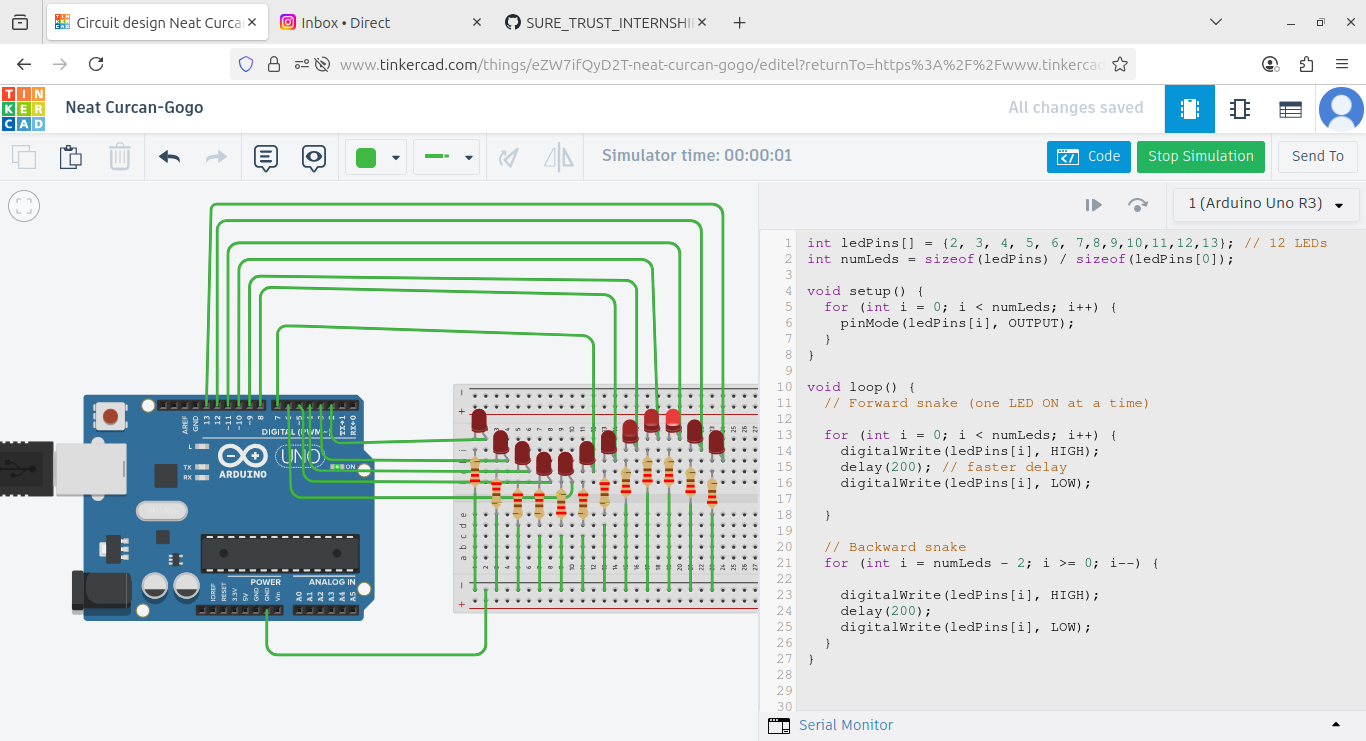 Circuit design Neat Curca
Inbox • Direct
SURE_TRUST_INTERNSHI
www.tinkercad.com/things/eZW7ifQyD2T-neat-curcan-gogo/editel?returnTo=https%3A%2F%2Fwww.tinkercad
TIN
KER
CAD
Neat Curcan-Gogo
All changes saved
Simulator time: 00:00:01
Code
Stop Simulation
Send To
1 (Arduino Uno R3)
AREF
GND
13
12
~11
~10
~9
8
7
TX→1
RX←0
DIGITAL (PWM~)
L
TX
RX
UNO
ARDUINO
ON
POWER
ANALOG IN
IOREF
RESET
3.3V
5V
GND
GND
Vin
A0
A1
A2
A3
A4
A5
1 int ledPins[] = {2, 3, 4, 5, 6, 7,8,9,10,11,12,13}; // 12 LEDs
2 int numLeds = sizeof(ledPins) / sizeof(ledPins[0]);
3
4 void setup() {
5 for (int i = 0; i < numLeds; i++) {
6 pinMode(ledPins[i], OUTPUT);
7 }
8 }
9
10 void loop() {
11 // Forward snake (one LED ON at a time)
12
13 for (int i = 0; i < numLeds; i++) {
14 digitalWrite(ledPins[i], HIGH);
15 delay(200); // faster delay
16 digitalWrite(ledPins[i], LOW);
17
18 }
19
20 // Backward snake
21 for (int i = numLeds - 2; i >= 0; i--) {
22
23 digitalWrite(ledPins[i], HIGH);
24 delay(200);
25 digitalWrite(ledPins[i], LOW);
26 }
27 }
28
29
30
Serial Monitor